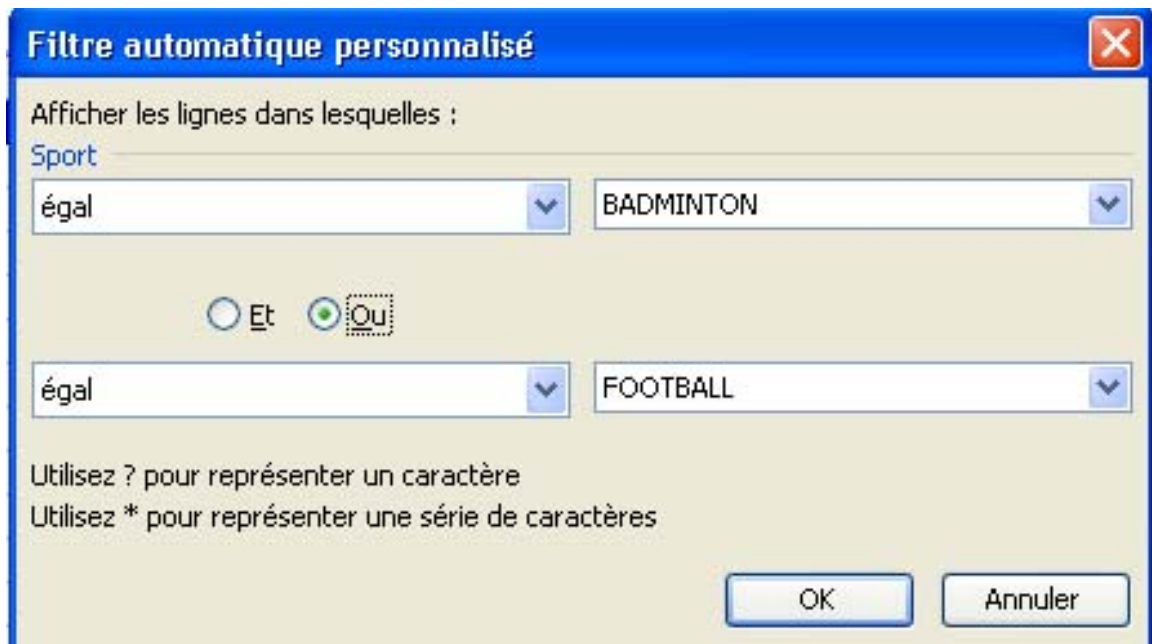 Filtre automatique personnalisé
Afficher les lignes dans lesquelles :
Sport
égal BADMINTON
Et Ou
égal FOOTBALL
Utilisez ? pour représenter un caractère
Utilisez * pour représenter une série de caractères
OK Annuler